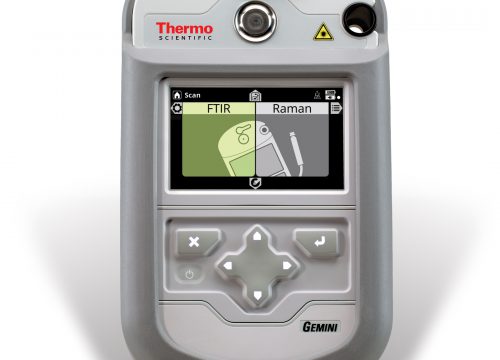 Thermo
SCIENTIFIC
Scan
FTIR
Raman
GEMINI